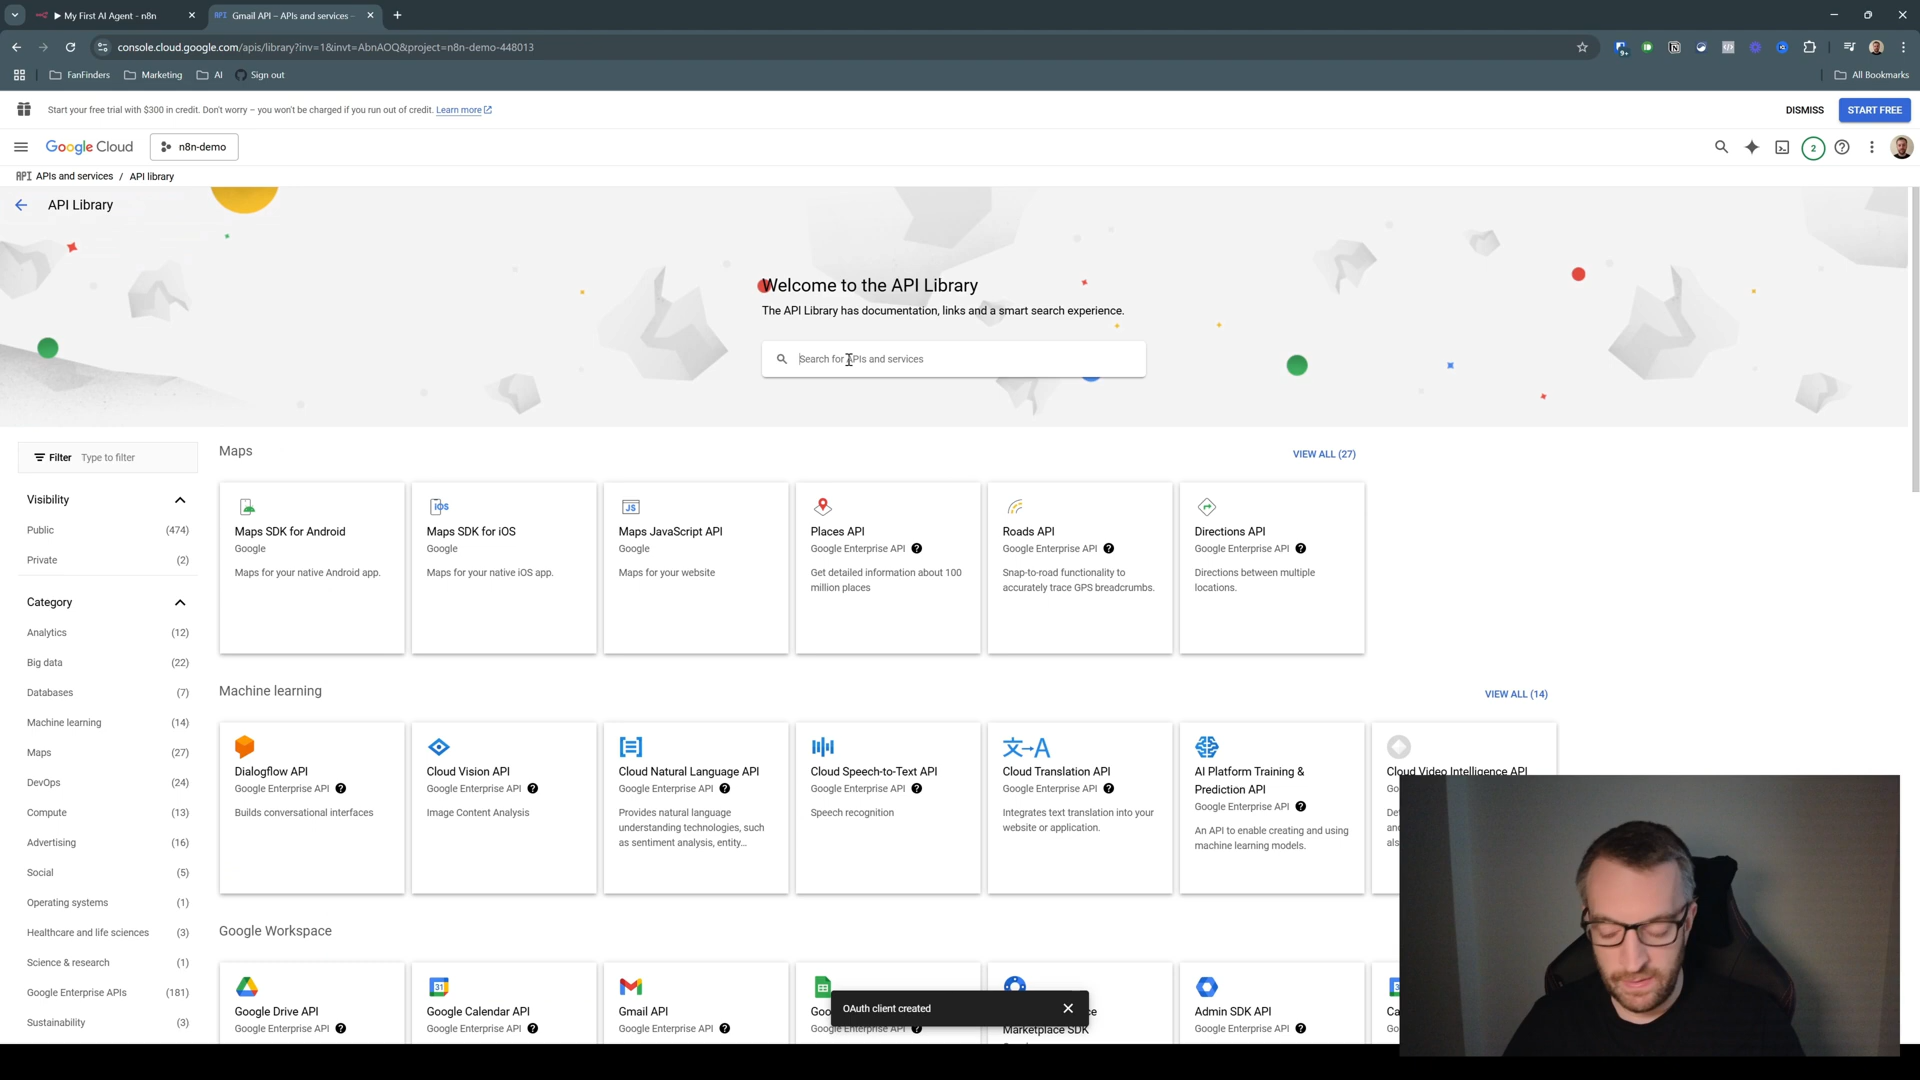 My First AI Agent - n8n
API Gmail API – APIs and services -
console.cloud.google.com/apis/library?inv=1&invt=AbnAOQ&project=n8n-demo-448013
9+
FanFinders
Marketing
AI
Sign out
All Bookmarks
Start your free trial with $300 in credit. Don't worry – you won't be charged if you run out of credit. Learn more
DISMISS
START FREE
Google Cloud
n8n-demo
2
API APIs and services / API library
API Library
Welcome to the API Library
The API Library has documentation, links and a smart search experience.
Search for APIs and services
Filter Type to filter
Visibility
Public (474)
Private (2)
Category
Analytics (12)
Big data (22)
Databases (7)
Machine learning (14)
Maps (27)
DevOps (24)
Compute (13)
Advertising (16)
Social (5)
Operating systems (1)
Healthcare and life sciences (3)
Science & research (1)
Google Enterprise APIs (181)
Sustainability (3)
Maps
VIEW ALL (27)
Maps SDK for Android
Google
Maps for your native Android app.
iOS
Maps SDK for iOS
Google
Maps for your native iOS app.
JS
Maps JavaScript API
Google
Maps for your website
Places API
Google Enterprise API
Get detailed information about 100
million places
Roads API
Google Enterprise API
Snap-to-road functionality to
accurately trace GPS breadcrumbs.
Directions API
Google Enterprise API
Directions between multiple
locations.
Machine learning
VIEW ALL (14)
Dialogflow API
Google Enterprise API
Builds conversational interfaces
Cloud Vision API
Google Enterprise API
Image Content Analysis
Cloud Natural Language API
Google Enterprise API
Provides natural language
understanding technologies, such
as sentiment analysis, entity...
Cloud Speech-to-Text API
Google Enterprise API
Speech recognition
文→A
Cloud Translation API
Google Enterprise API
Integrates text translation into your
website or application.
AI Platform Training &
Prediction API
Google Enterprise API
An API to enable creating and using
machine learning models.
Cloud Video Intelligence API
Google Workspace
Google Drive API
Google Enterprise API
31
Google Calendar API
Google Enterprise API
Gmail API
Google Enterprise API
Google Enterprise API
Marketplace SDK
Admin SDK API
Google Enterprise API
OAuth client created